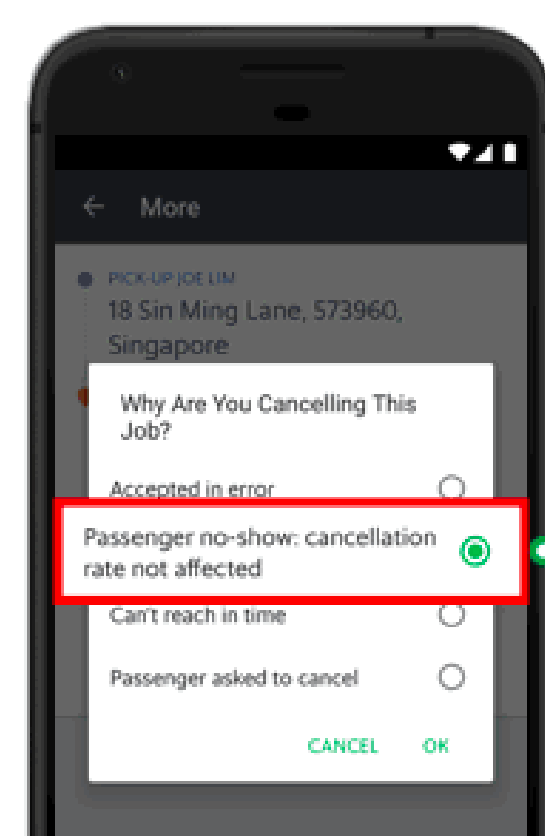 More
PICK-UP JOE LIM
18 Sin Ming Lane, 573960,
Singapore
Why Are You Cancelling This
Job?
Accepted in error
Passenger no-show: cancellation
rate not affected
Can't reach in time
Passenger asked to cancel
CANCEL OK